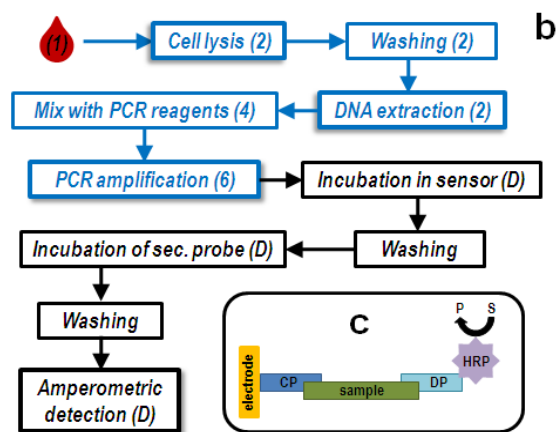 b
(1)
Cell lysis (2)
Washing (2)
Mix with PCR reagents (4)
DNA extraction (2)
PCR amplification (6)
Incubation in sensor (D)
Incubation of sec. probe (D)
Washing
Washing
Amperometric
detection (D)
C
P S
HRP
electrode
CP
sample
DP